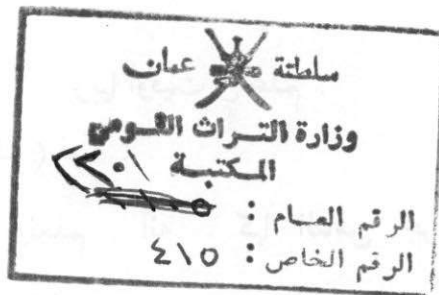 سلطنة عمان
وزارة التراث القومي
المكتبة
الرقم العام :
الرقم الخاص : ٤١٥